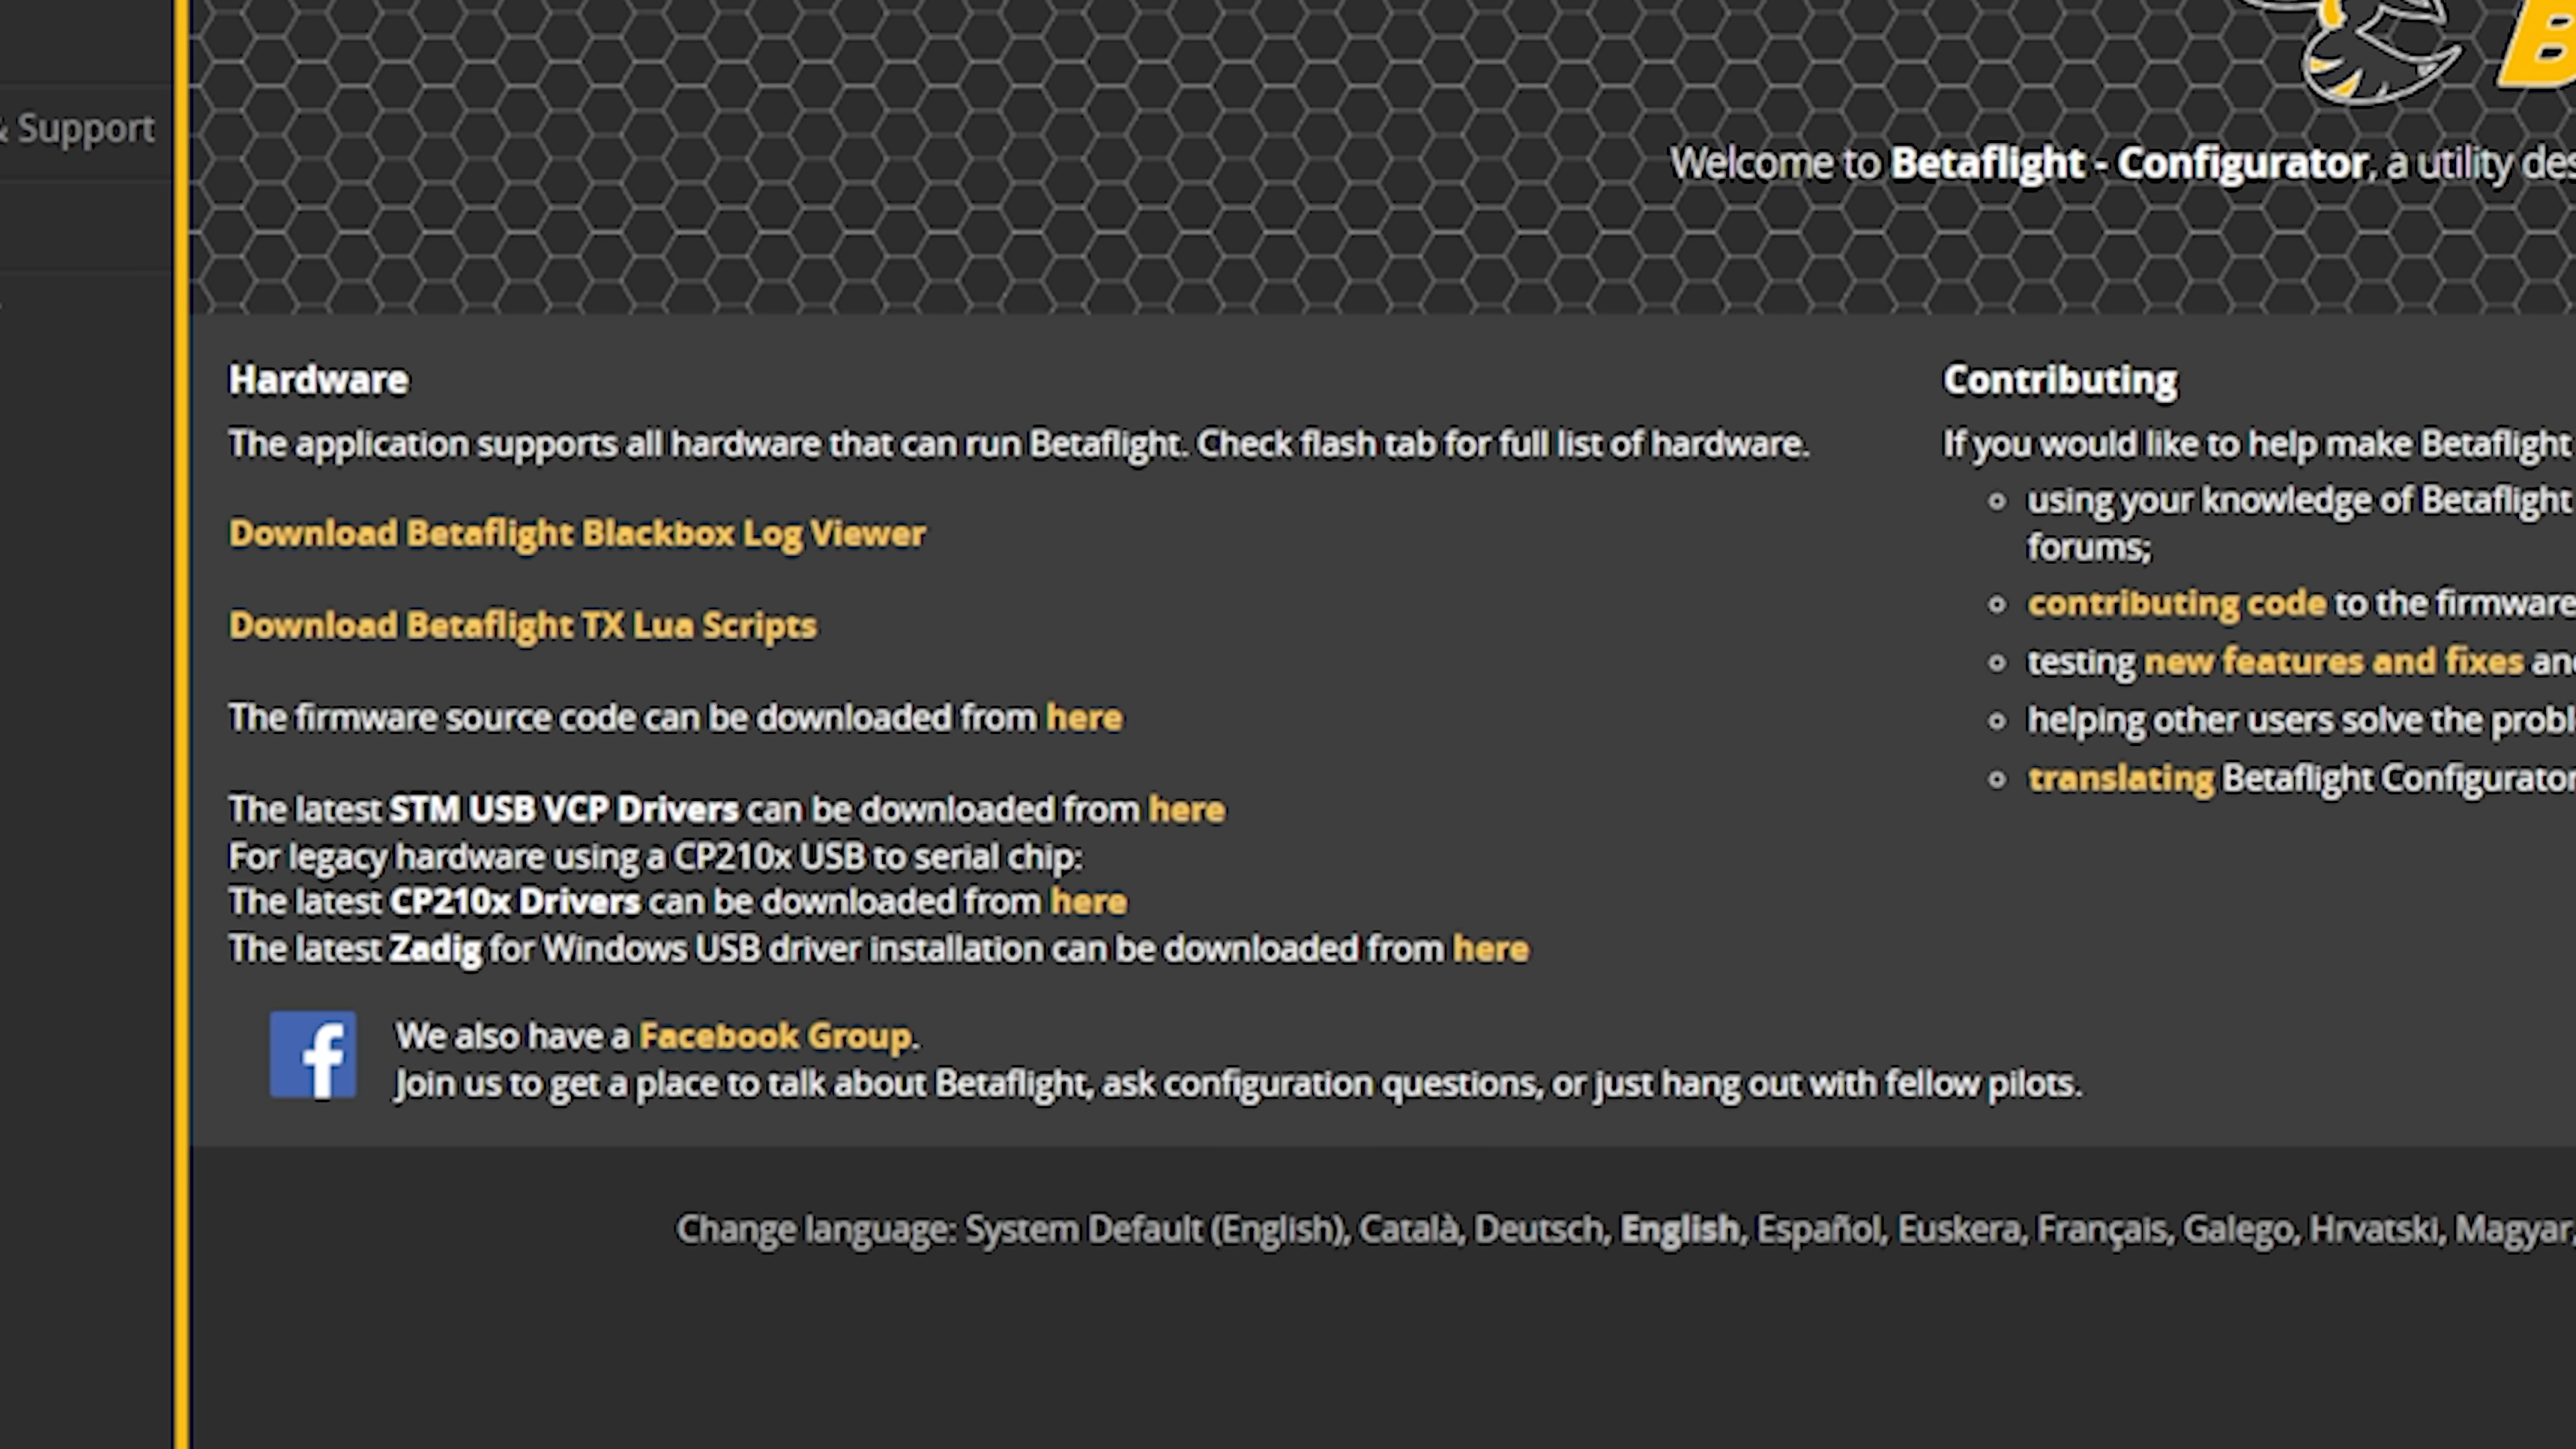 & Support
B
Welcome to Betaflight - Configurator, a utility des
Hardware
The application supports all hardware that can run Betaflight. Check flash tab for full list of hardware.
Download Betaflight Blackbox Log Viewer
Download Betaflight TX Lua Scripts
The firmware source code can be downloaded from here
The latest STM USB VCP Drivers can be downloaded from here
For legacy hardware using a CP210x USB to serial chip:
The latest CP210x Drivers can be downloaded from here
The latest Zadig for Windows USB driver installation can be downloaded from here
We also have a Facebook Group.
Join us to get a place to talk about Betaflight, ask configuration questions, or just hang out with fellow pilots.
Contributing
If you would like to help make Betaflight
using your knowledge of Betaflight
forums;
contributing code to the firmware
testing new features and fixes and
helping other users solve the probl
translating Betaflight Configurator
Change language: System Default (English), Català, Deutsch, English, Español, Euskera, Français, Galego, Hrvatski, Magyar,